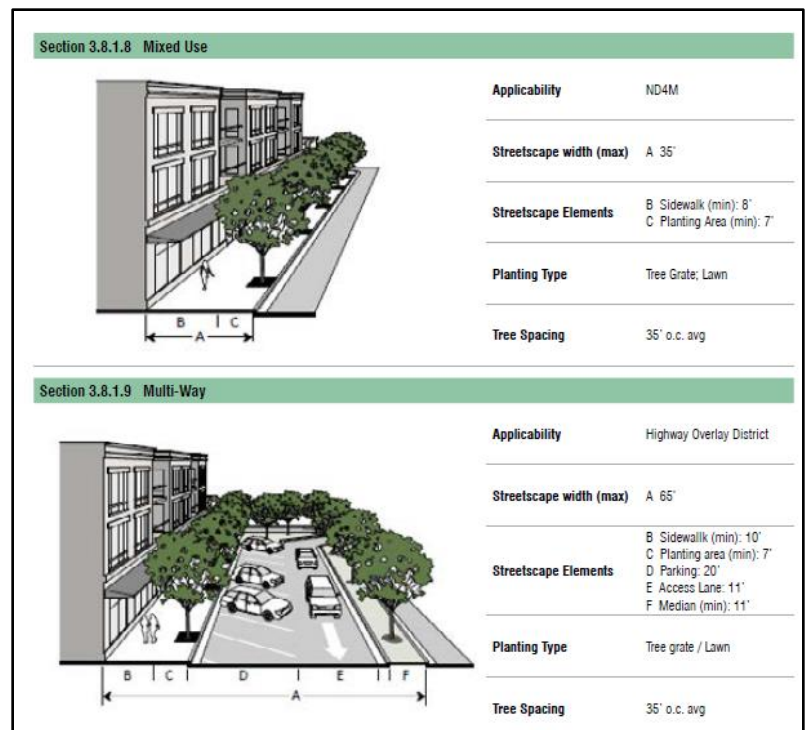 Section 3.8.1.8 Mixed Use
Applicability ND4M
Streetscape width (max) A 35'
Streetscape Elements B Sidewalk (min): 8'
C Planting Area (min): 7'
Planting Type Tree Grate; Lawn
Tree Spacing 35' o.c. avg
B C
A
Section 3.8.1.9 Multi-Way
Applicability Highway Overlay District
Streetscape width (max) A 65'
Streetscape Elements B Sidewallk (min): 10'
C Planting area (min): 7'
D Parking: 20'
E Access Lane: 11'
F Median (min): 11'
Planting Type Tree grate / Lawn
Tree Spacing 35' o.c. avg
B C D E F
A